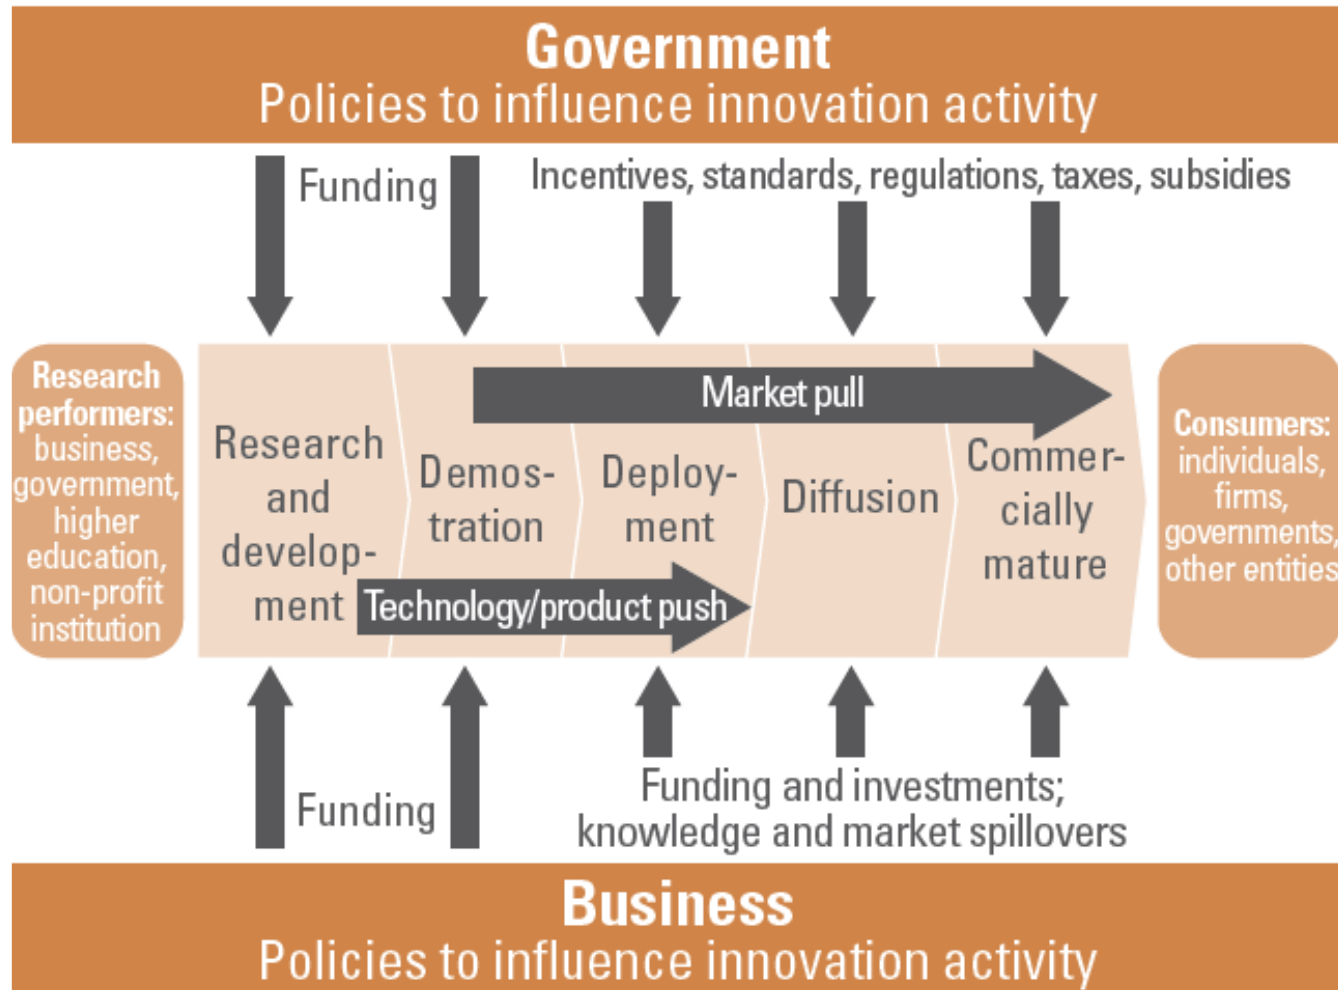 Government
Policies to influence innovation activity
Funding
Incentives, standards, regulations, taxes, subsidies
Research
performers:
business,
government,
higher
education,
non-profit
institution
Research
and
develop-
ment
Demos-
tration
Deploy-
ment
Diffusion
Commer-
cially
mature
Market pull
Technology/product push
Consumers:
individuals,
firms,
governments,
other entities
Funding
Funding and investments;
knowledge and market spillovers
Business
Policies to influence innovation activity